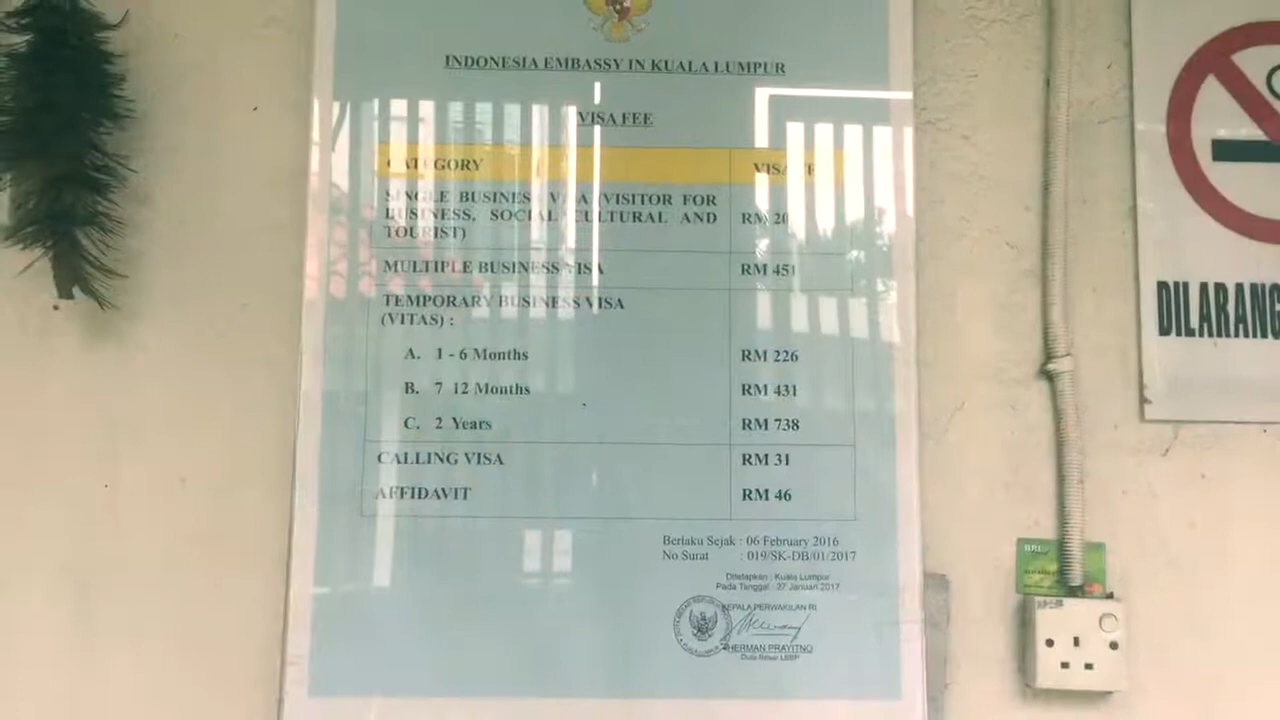 INDONESIA EMBASSY IN KUALA LUMPUR
VISA FEE
CATEGORY
SINGLE BUSINESS VISA (VISITOR FOR
BUSINESS, SOCIAL CULTURAL AND
TOURIST)
MULTIPLE BUSINESS VISA RM 451
TEMPORARY BUSINESS VISA
(VITAS) :
A. 1 - 6 Months RM 226
B. 7 12 Months RM 431
C. 2 Years RM 738
CALLING VISA RM 31
AFFIDAVIT RM 46
Berlaku Sejak : 06 February 2016
No Surat : 019/SK-DB/01/2017
Ditetapkan : Kuala Lumpur
Pada Tanggal : 27 Januari 2017
KEPALA PERWAKILAN RI
HERMAN PRAYITNO
Duta Besar LBBP
DILARANG
BRI